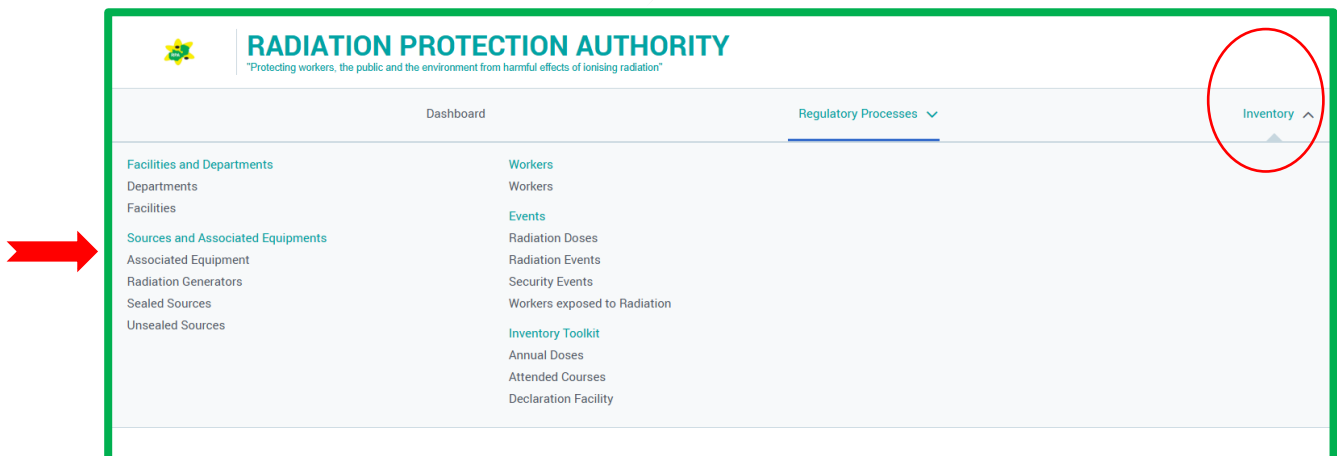 RADIATION PROTECTION AUTHORITY
"Protecting workers, the public and the environment from harmful effects of ionising radiation"
Dashboard
Regulatory Processes
Inventory
Facilities and Departments
Departments
Facilities
Sources and Associated Equipments
Associated Equipment
Radiation Generators
Sealed Sources
Unsealed Sources
Workers
Workers
Events
Radiation Doses
Radiation Events
Security Events
Workers exposed to Radiation
Inventory Toolkit
Annual Doses
Attended Courses
Declaration Facility